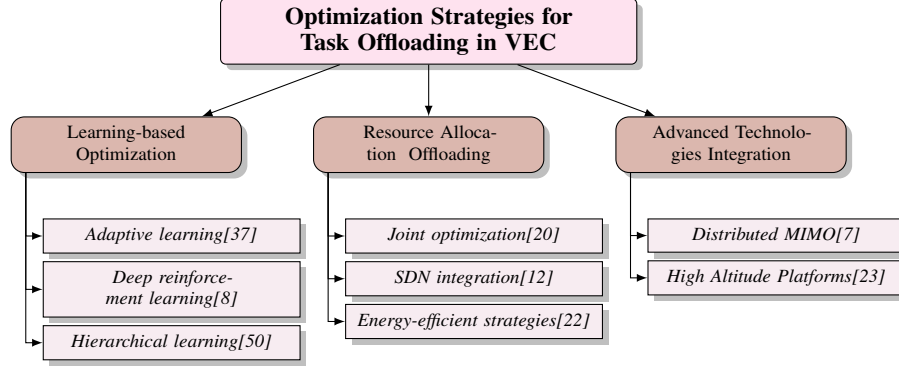 Optimization Strategies for
Task Offloading in VEC
Learning-based
Optimization
Resource Alloca-
tion Offloading
Advanced Technolo-
gies Integration
Adaptive learning[37]
Deep reinforce-
ment learning[8]
Hierarchical learning[50]
Joint optimization[20]
SDN integration[12]
Energy-efficient strategies[22]
Distributed MIMO[7]
High Altitude Platforms[23]